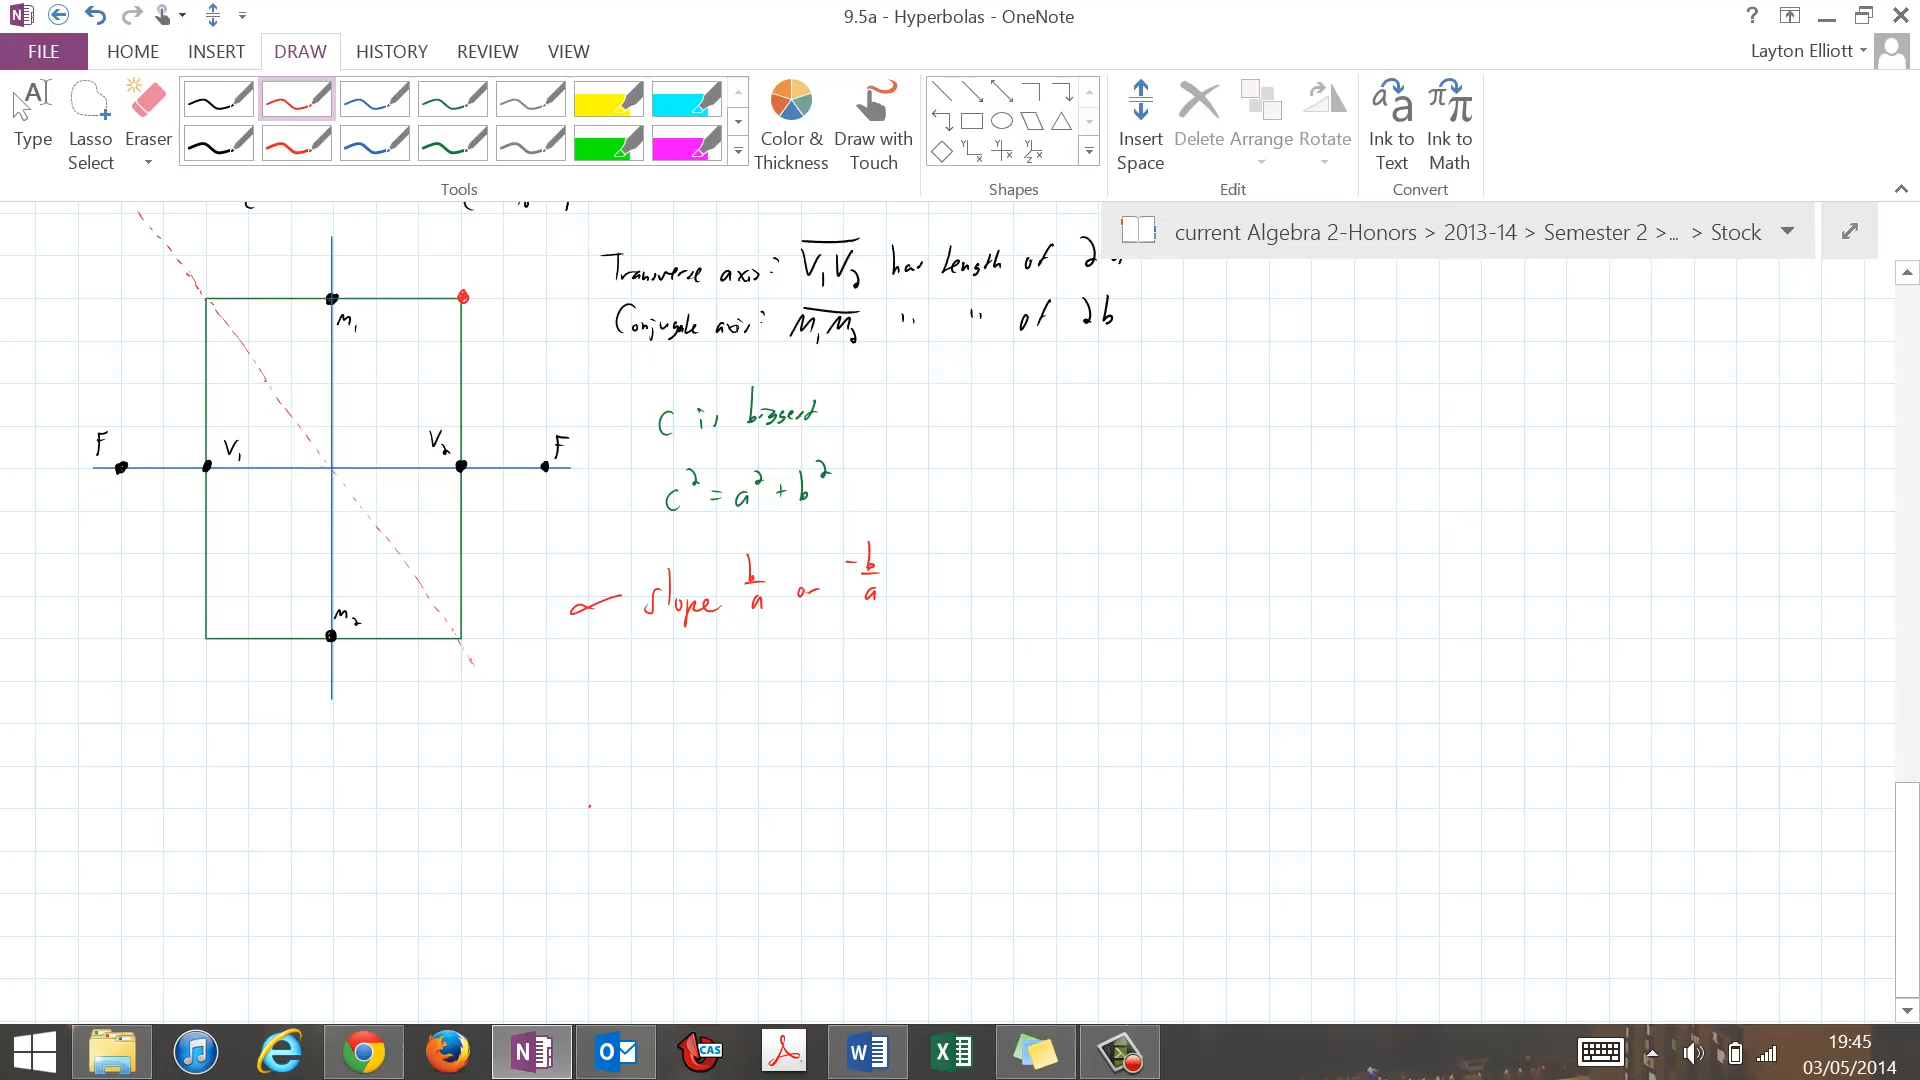 9.5a - Hyperbolas - OneNote
FILE HOME INSERT DRAW HISTORY REVIEW VIEW
Layton Elliott
Type
Lasso Select
Eraser
Color & Thickness
Draw with Touch
Insert Space
Delete
Arrange
Rotate
Ink to Text
Ink to Math
Tools
Shapes
Edit
Convert
current Algebra 2-Honors > 2013-14 > Semester 2 >... > Stock
Transverse axis: V1V2 has length of 2
Conjugate axis: M1M2 " " of 2b
M1
C is biggest
F V1 V2 F
c² = a² + b²
slope b/a or -b/a
M2
19:45
03/05/2014